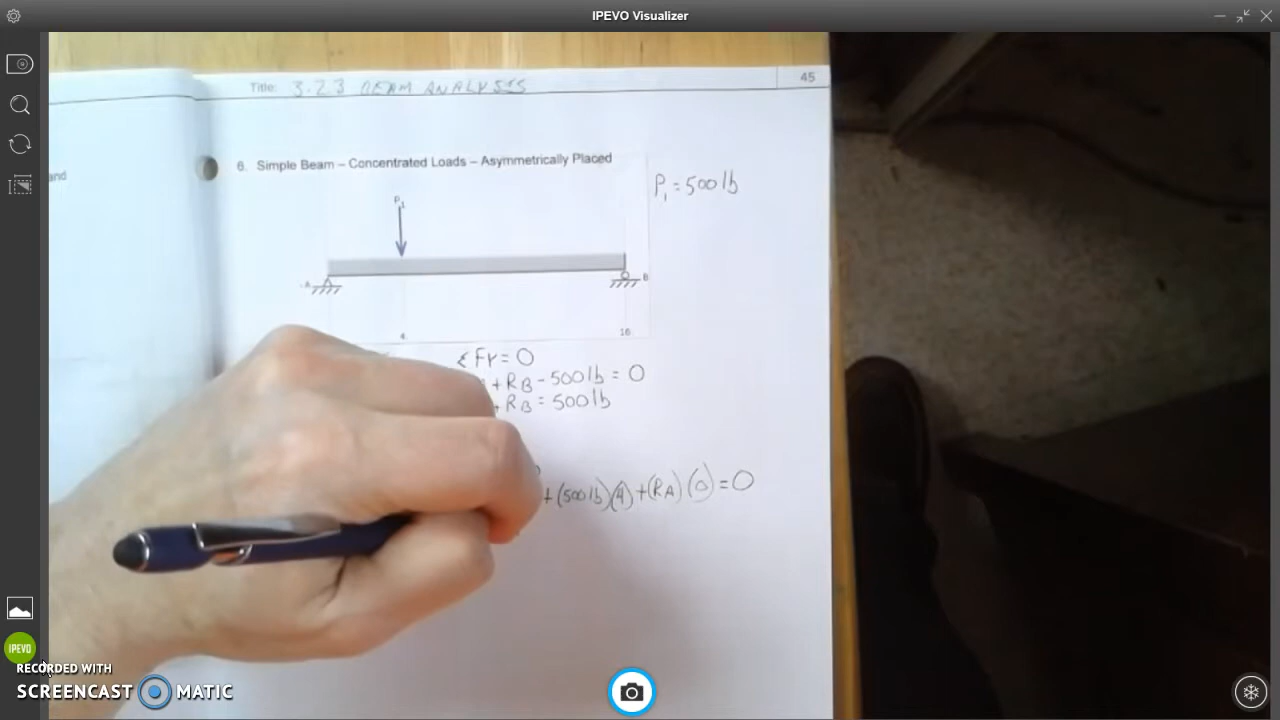 IPEVO Visualizer
Title: 3.2.3 BEAM ANALYSIS
45
and
6. Simple Beam – Concentrated Loads – Asymmetrically Placed
P₁ = 500 lb
P₁
A
B
4
16
ΣFY = 0
+ RB - 500 lb = 0
+ RB = 500 lb
+ (500 lb)(4) + (RA)(0) = 0
IPEVO
RECORDED WITH
SCREENCAST MATIC